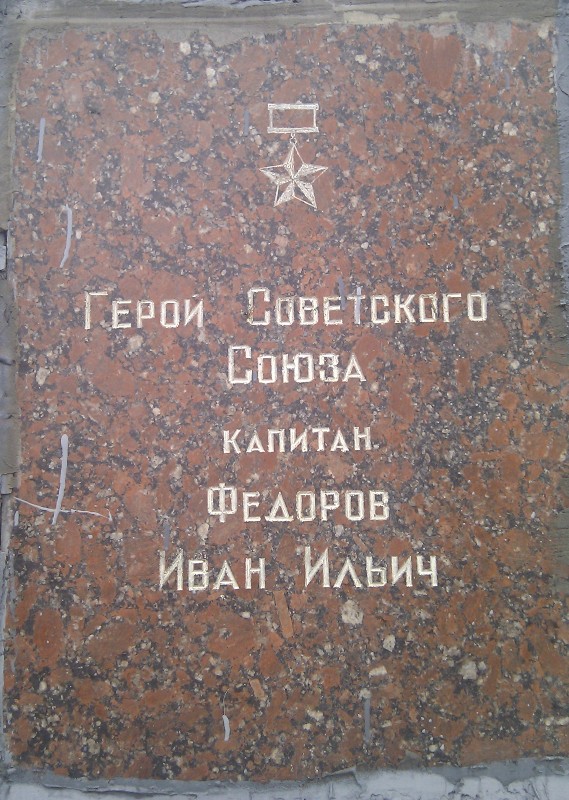 Герой Советского
Союза
капитан
Федоров
Иван Ильич